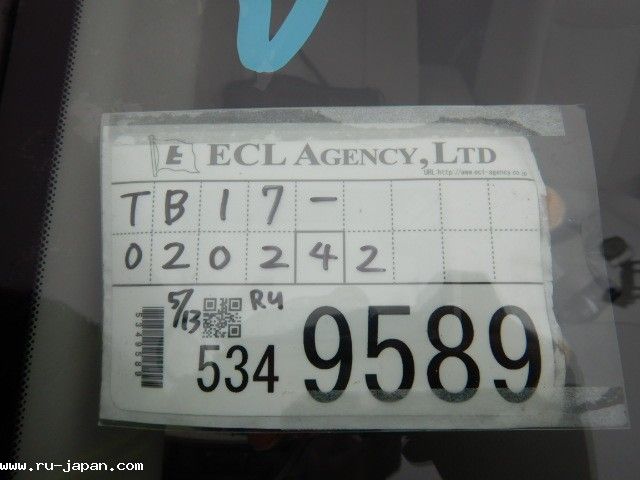 E ECL AGENCY, LTD
URL http://www.ecl-agency.co.jp
TB17-
020242
5/13 RU
534 9589
5349589
www.ru-japan.com